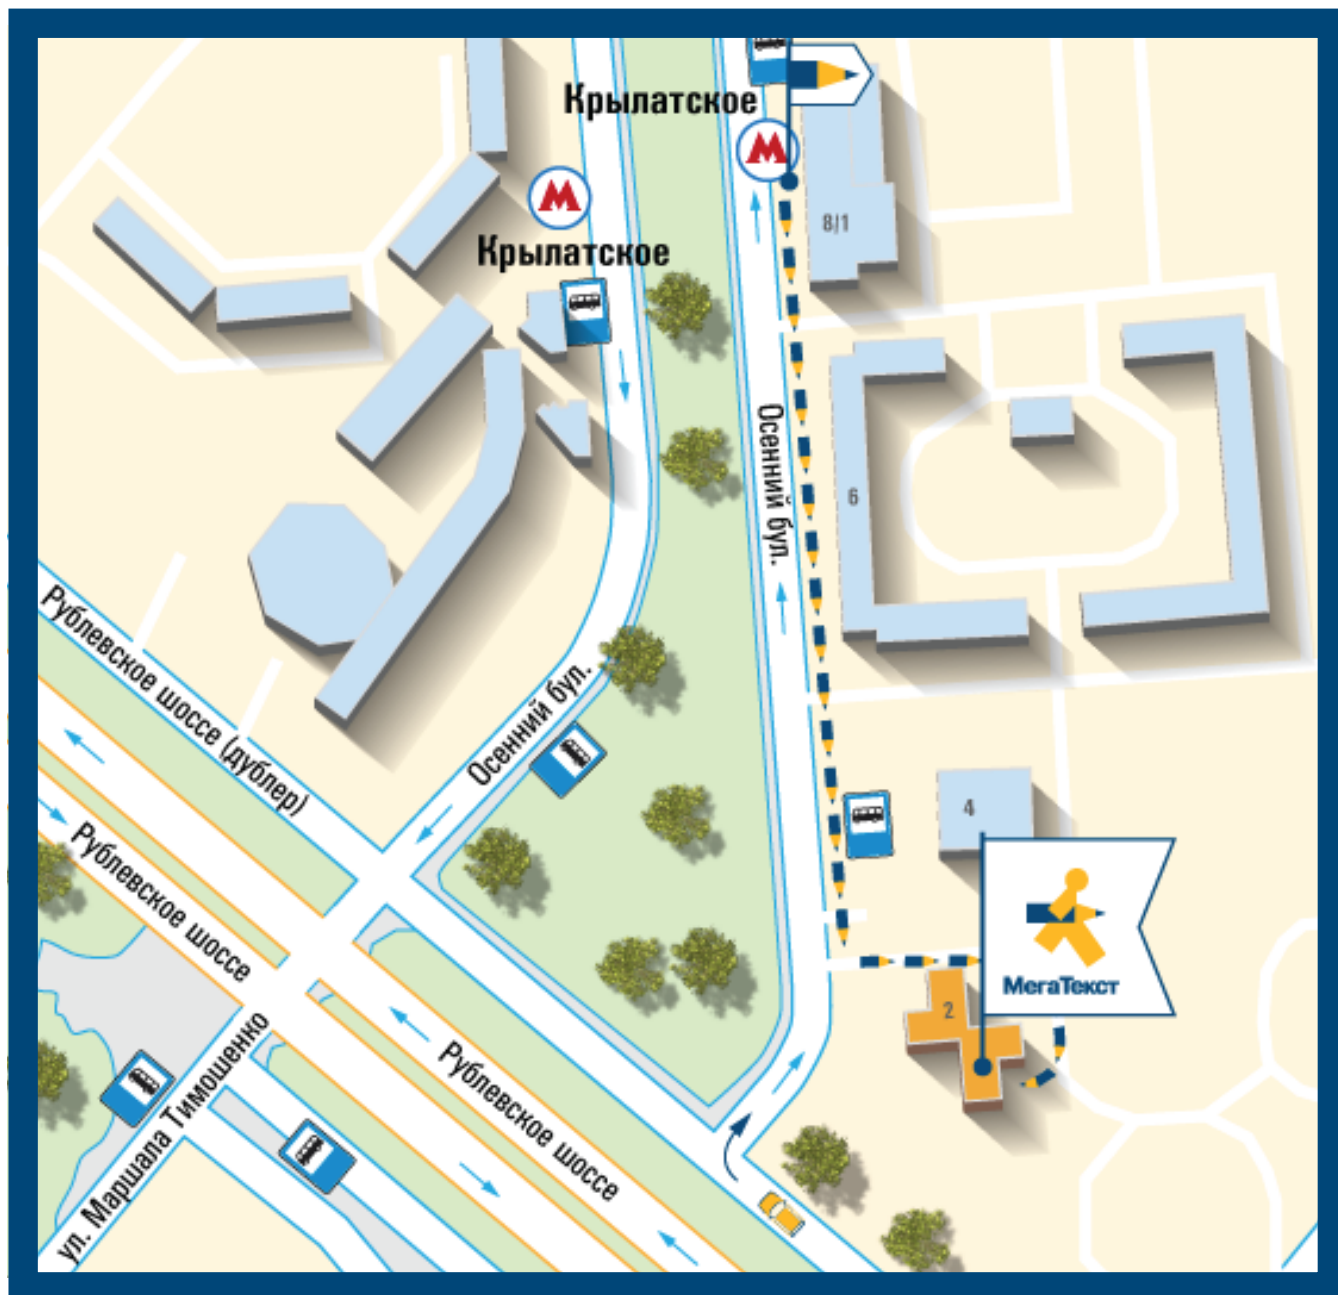 Крылатское
М
М
Крылатское
8/1
Осенний бул.
6
Рублевское шоссе (дублер)
Осенний бул.
4
Рублевское шоссе
МегаТекст
2
Рублевское шоссе
ул. Маршала Тимошенко